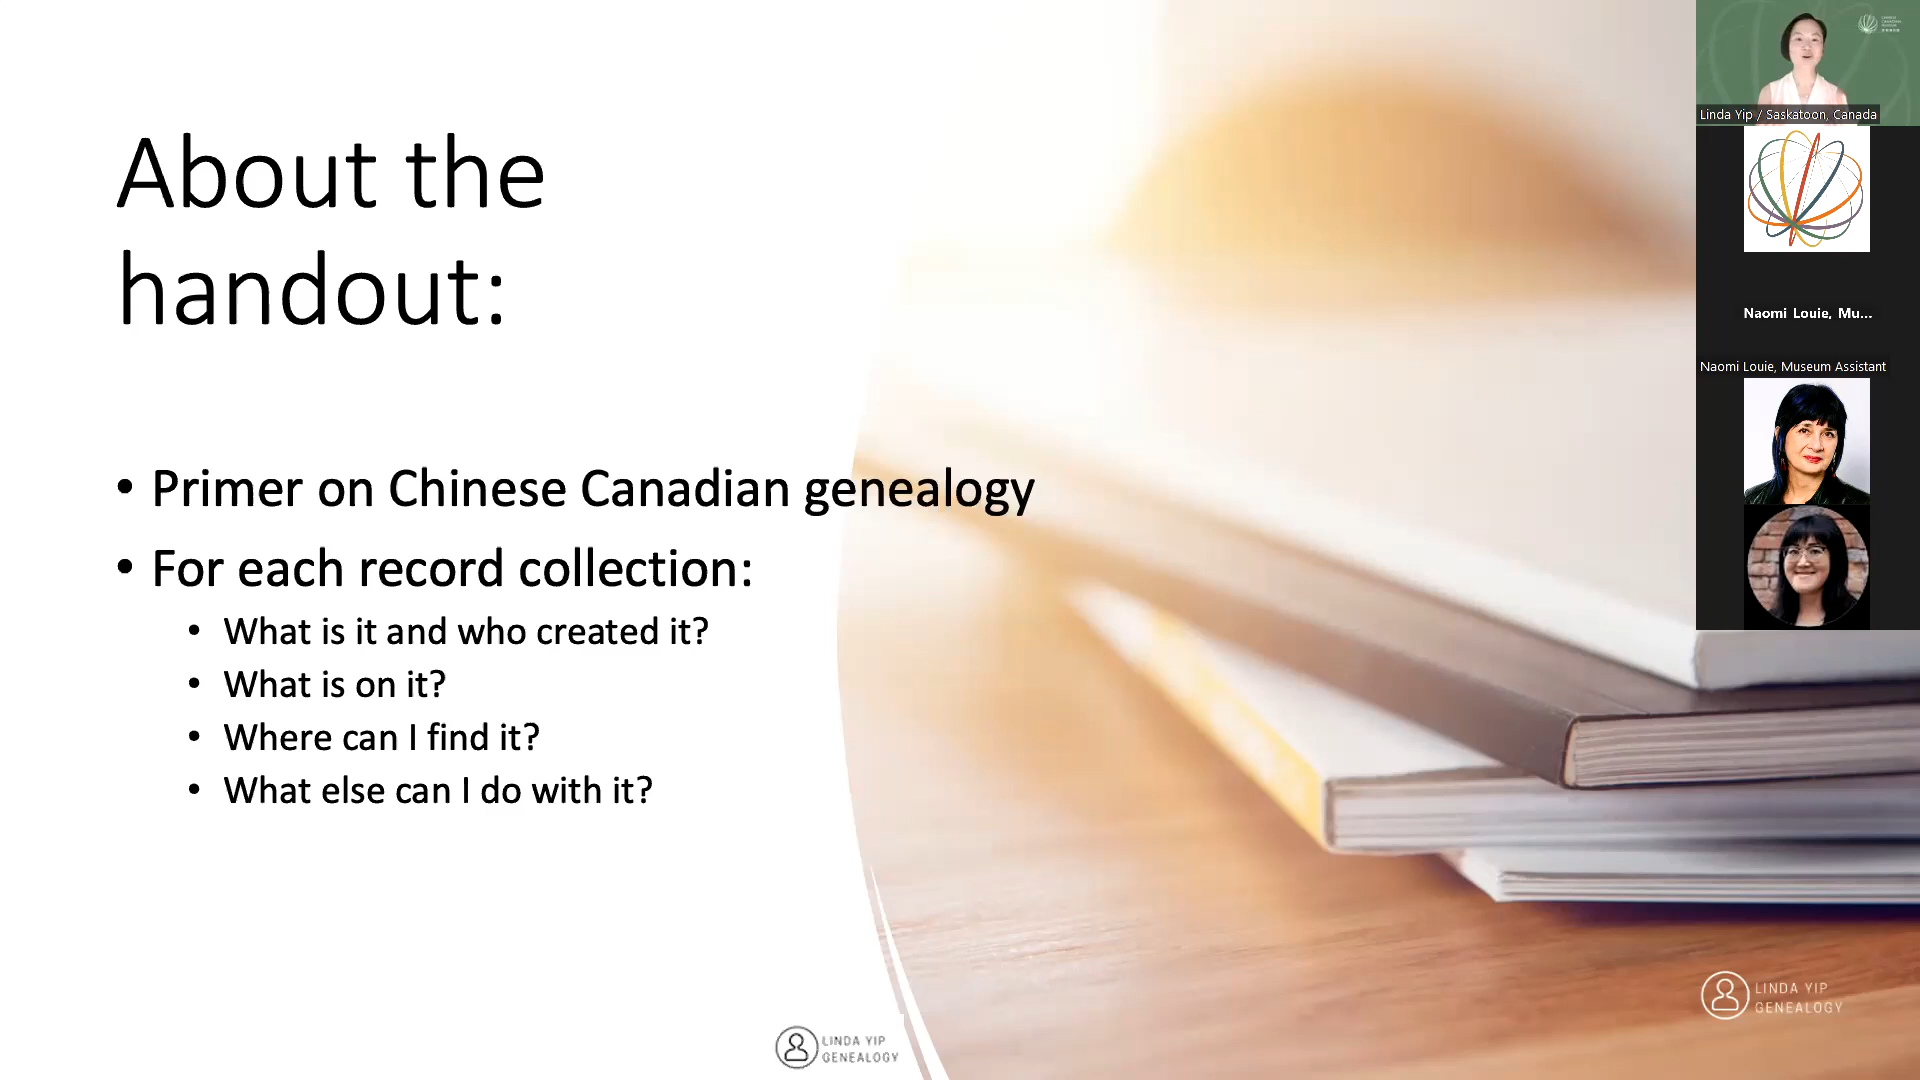 About the
handout:
• Primer on Chinese Canadian genealogy
• For each record collection:
• What is it and who created it?
• What is on it?
• Where can I find it?
• What else can I do with it?
LINDA YIP
GENEALOGY
LINDA YIP
GENEALOGY
Linda Yip / Saskatoon, Canada
Naomi Louie, Mu...
Naomi Louie, Museum Assistant